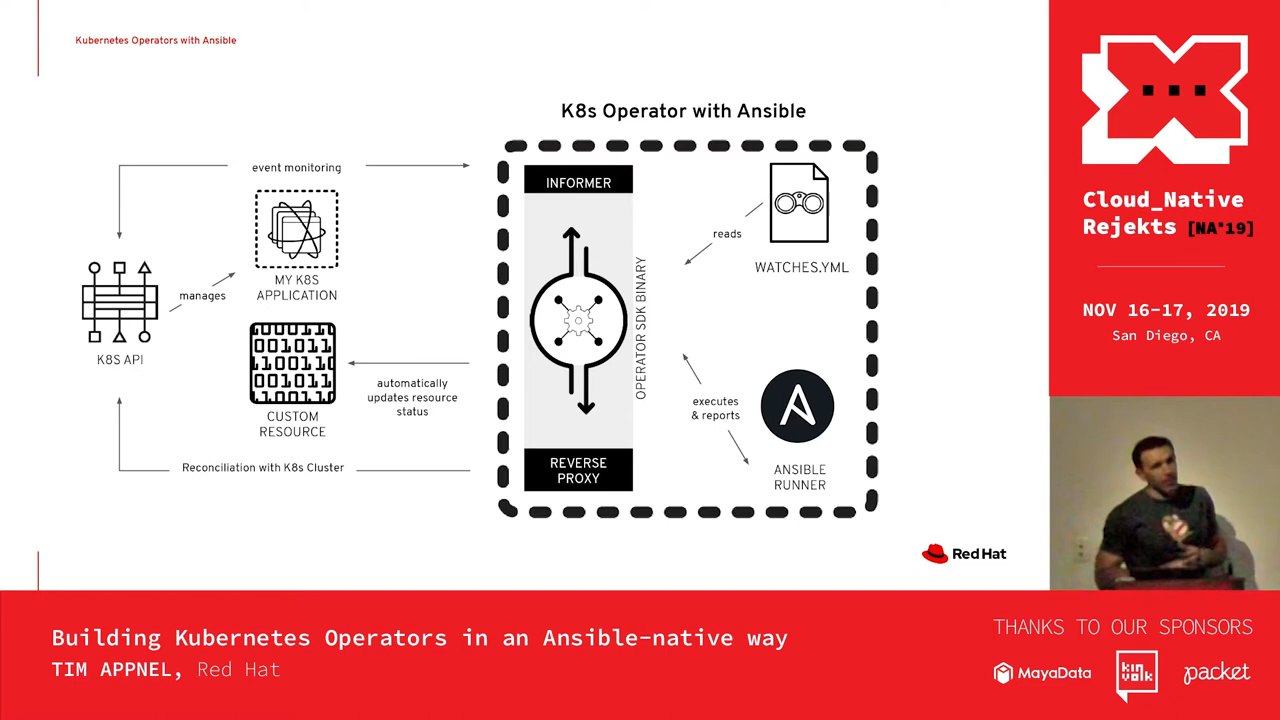 Kubernetes Operators with Ansible
K8s Operator with Ansible
event monitoring
INFORMER
reads
WATCHES.YML
MY K8S
APPLICATION
manages
K8S API
OPERATOR SDK BINARY
automatically
updates resource
status
CUSTOM
RESOURCE
executes
& reports
Reconciliation with K8s Cluster
REVERSE
PROXY
ANSIBLE
RUNNER
Red Hat
Cloud_Native
Rejekts [NA'19]
NOV 16-17, 2019
San Diego, CA
Building Kubernetes Operators in an Ansible-native way
TIM APPNEL, Red Hat
THANKS TO OUR SPONSORS
MayaData
kin
volk
packet